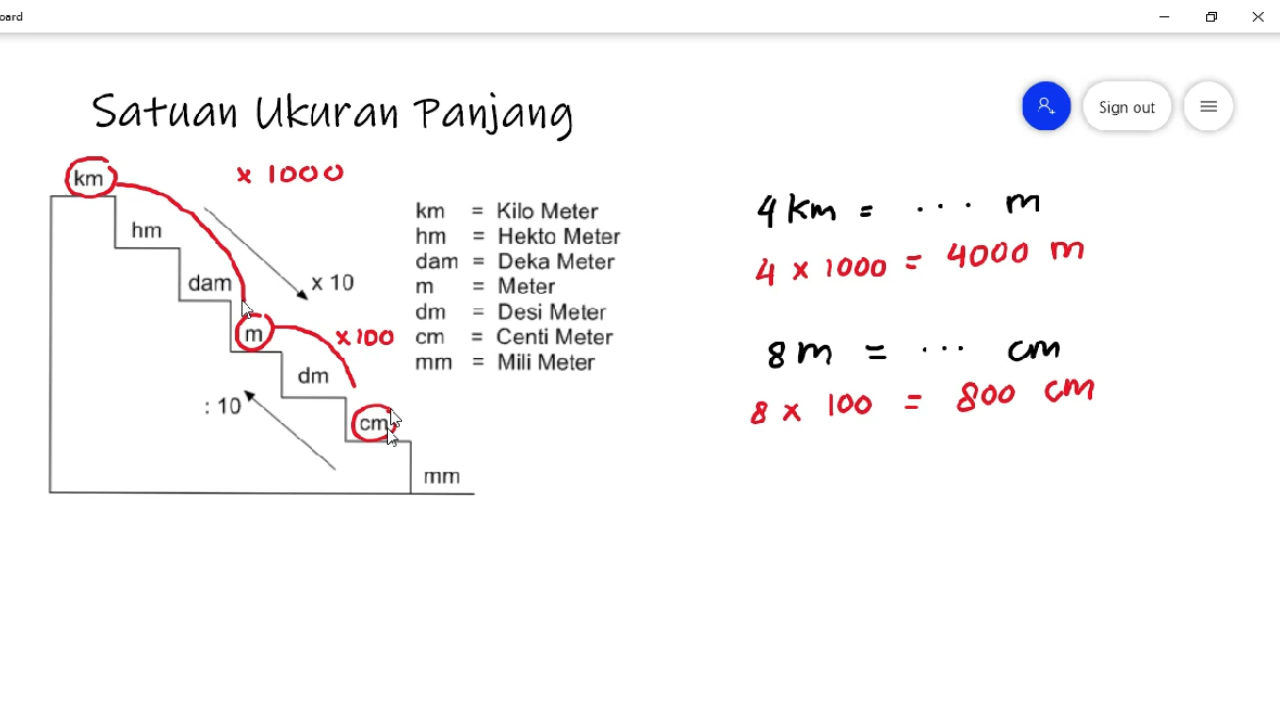 oard
Satuan Ukuran Panjang
Sign out
km
x 1000
hm
dam
x 10
m
x 100
dm
: 10
cm
mm
km = Kilo Meter
hm = Hekto Meter
dam = Deka Meter
m = Meter
dm = Desi Meter
cm = Centi Meter
mm = Mili Meter
4 km = ... m
4 x 1000 = 4000 m
8 m = ... cm
8 x 100 = 800 cm